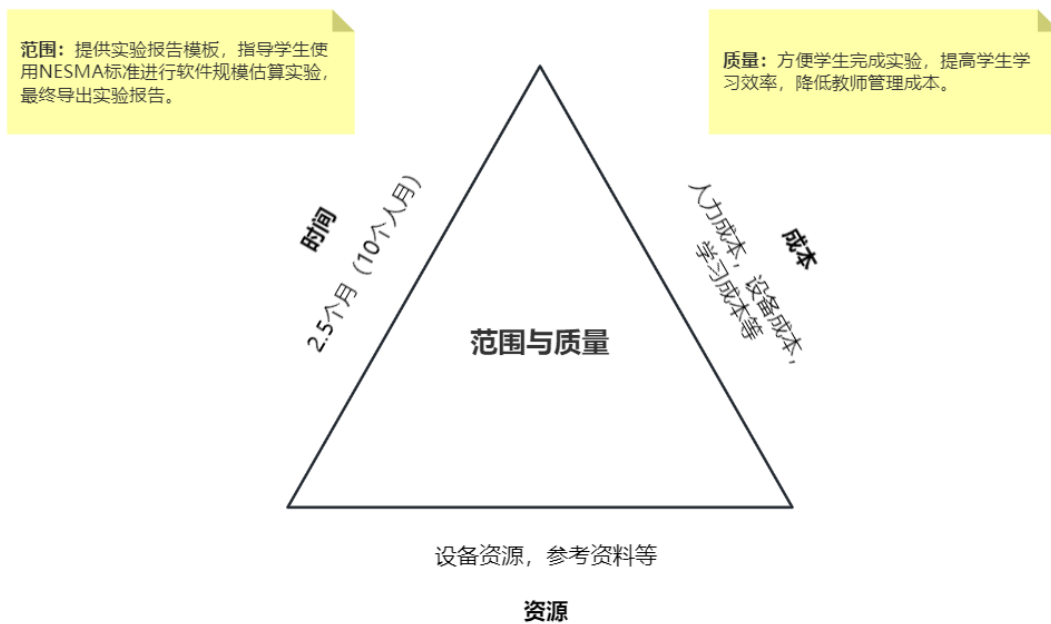 范围：提供实验报告模板，指导学生使
用NESMA标准进行软件规模估算实验，
最终导出实验报告。
质量：方便学生完成实验，提高学生学
习效率，降低教师管理成本。
时间
2.5个月（10个人月）
成本
人力成本，设备成本，
学习成本等
范围与质量
设备资源，参考资料等
资源